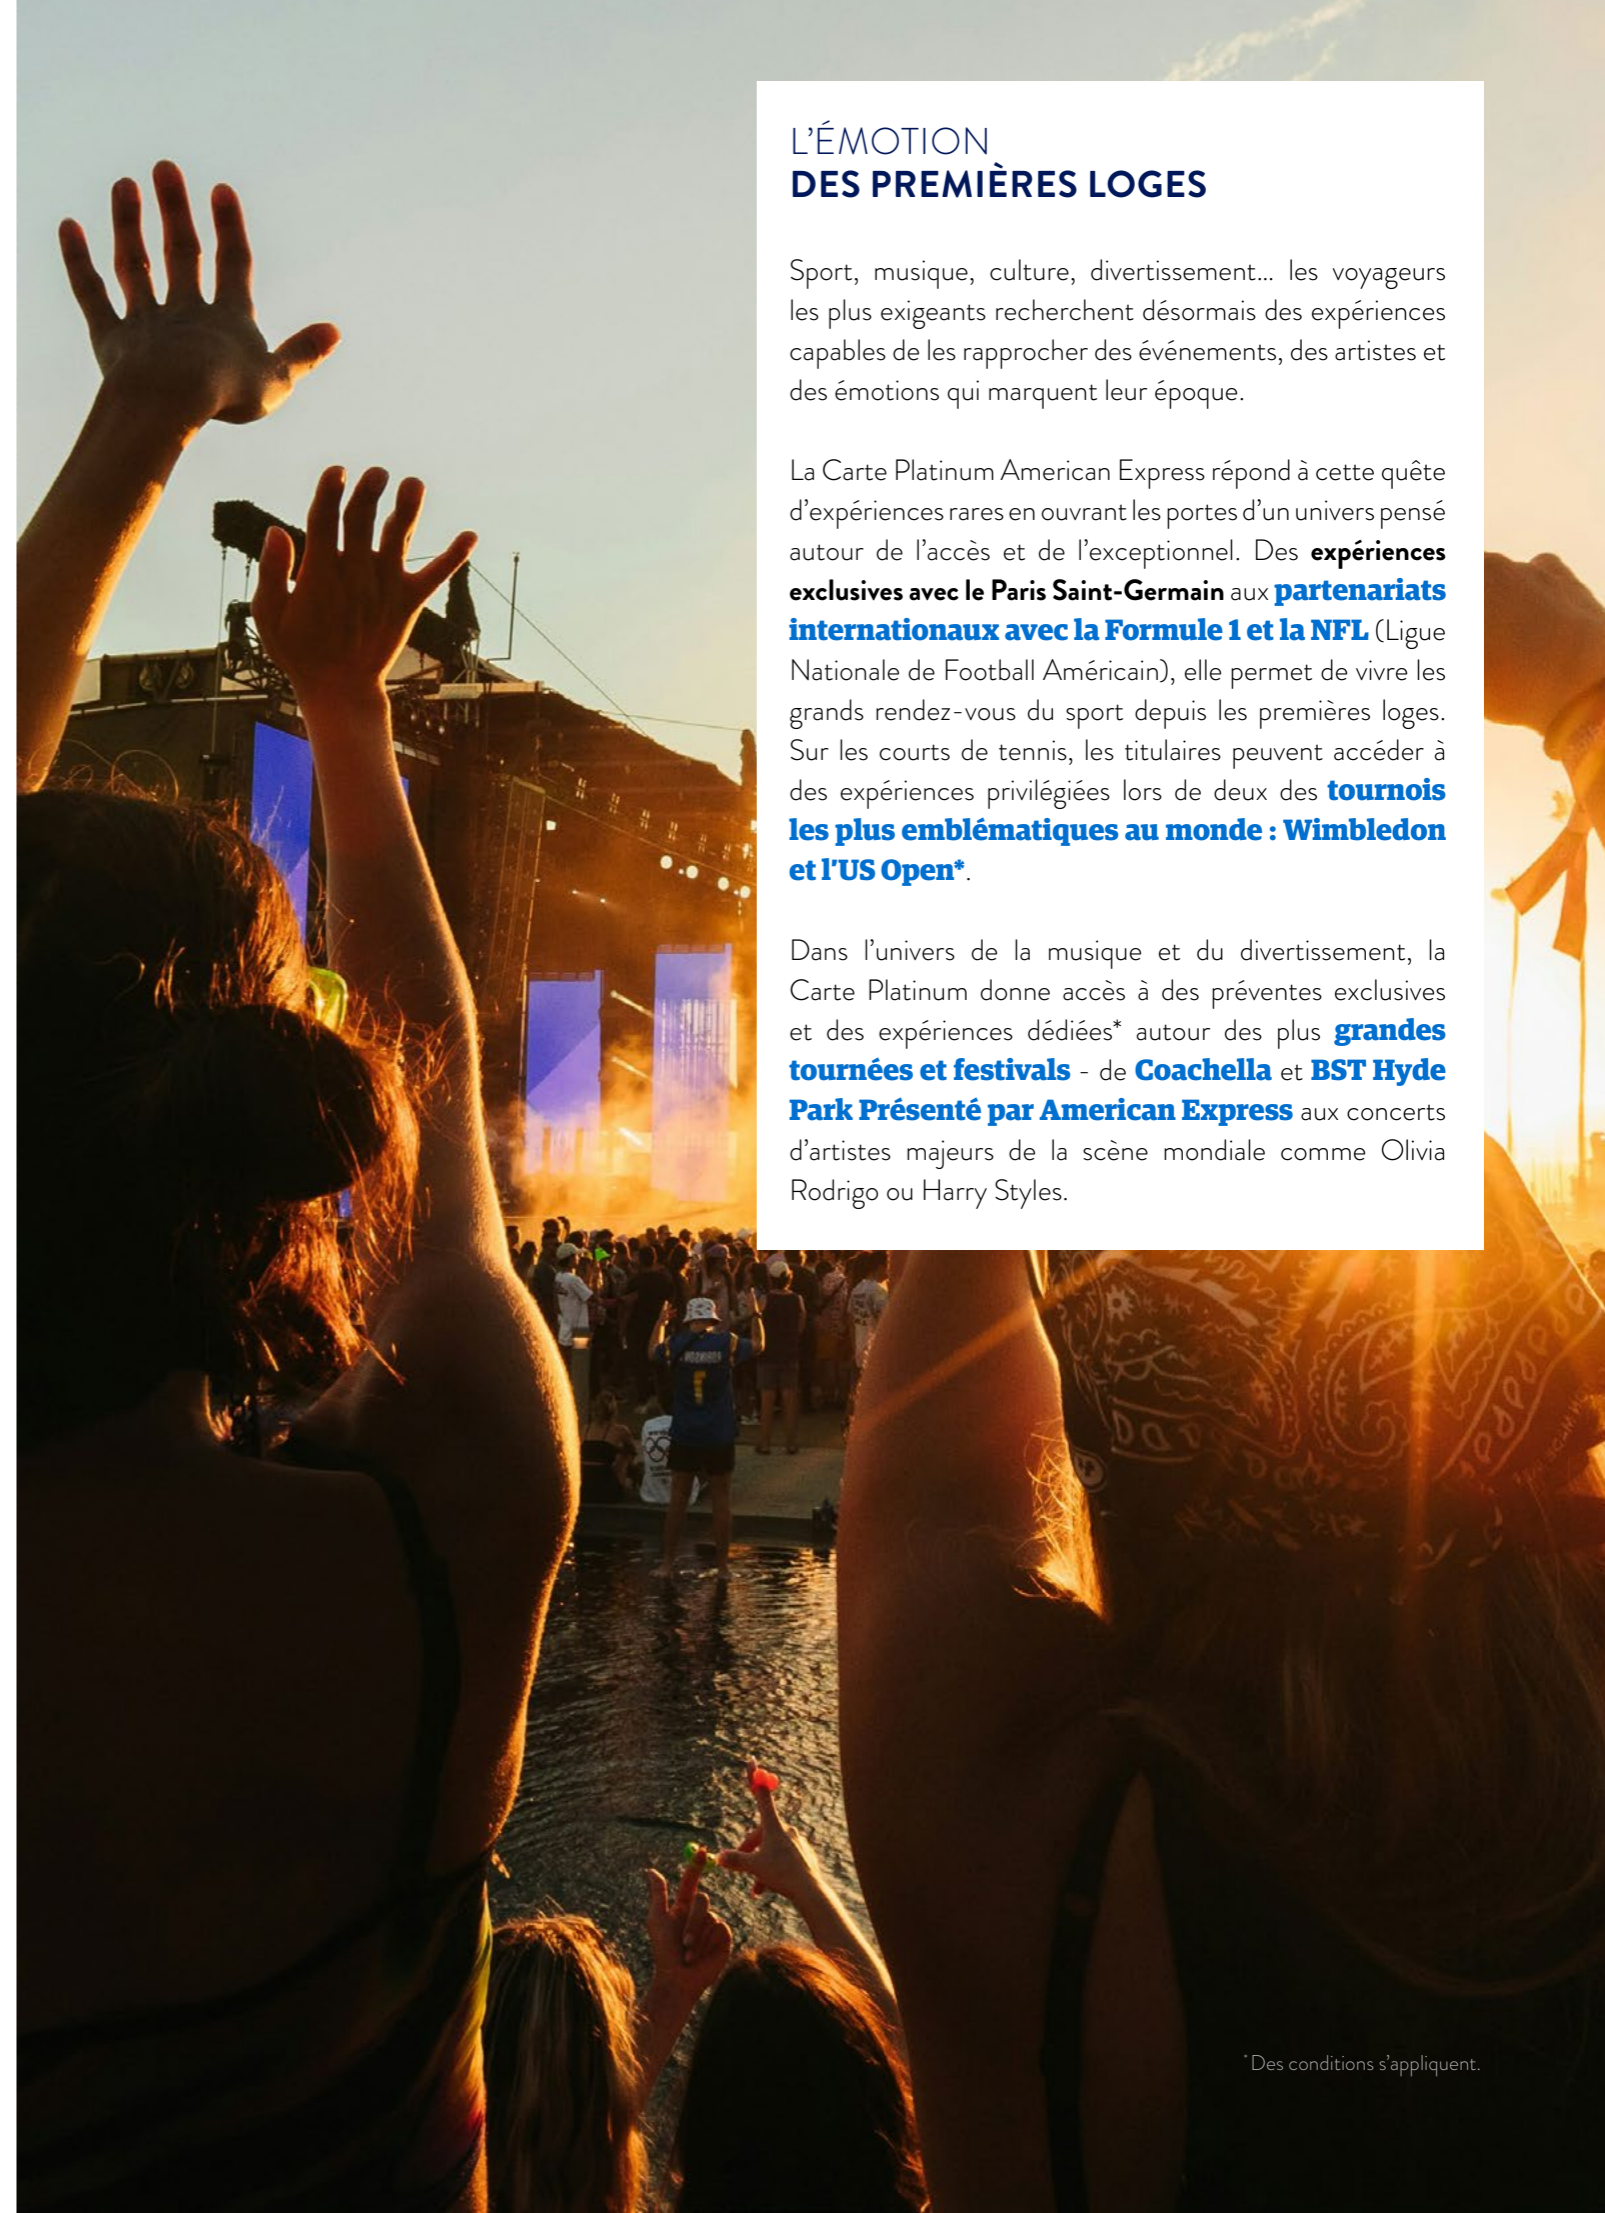 L’ÉMOTION
DES PREMIÈRES LOGES
Sport, musique, culture, divertissement... les voyageurs
les plus exigeants recherchent désormais des expériences
capables de les rapprocher des événements, des artistes et
des émotions qui marquent leur époque.
La Carte Platinum American Express répond à cette quête
d’expériences rares en ouvrant les portes d’un univers pensé
autour de l’accès et de l’exceptionnel. Des expériences
exclusives avec le Paris Saint-Germain aux partenariats
internationaux avec la Formule 1 et la NFL (Ligue
Nationale de Football Américain), elle permet de vivre les
grands rendez-vous du sport depuis les premières loges.
Sur les courts de tennis, les titulaires peuvent accéder à
des expériences privilégiées lors de deux des tournois
les plus emblématiques au monde : Wimbledon
et l'US Open*.
Dans l’univers de la musique et du divertissement, la
Carte Platinum donne accès à des préventes exclusives
et des expériences dédiées* autour des plus grandes
tournées et festivals - de Coachella et BST Hyde
Park Présenté par American Express aux concerts
d’artistes majeurs de la scène mondiale comme Olivia
Rodrigo ou Harry Styles.
*Des conditions s’appliquent.